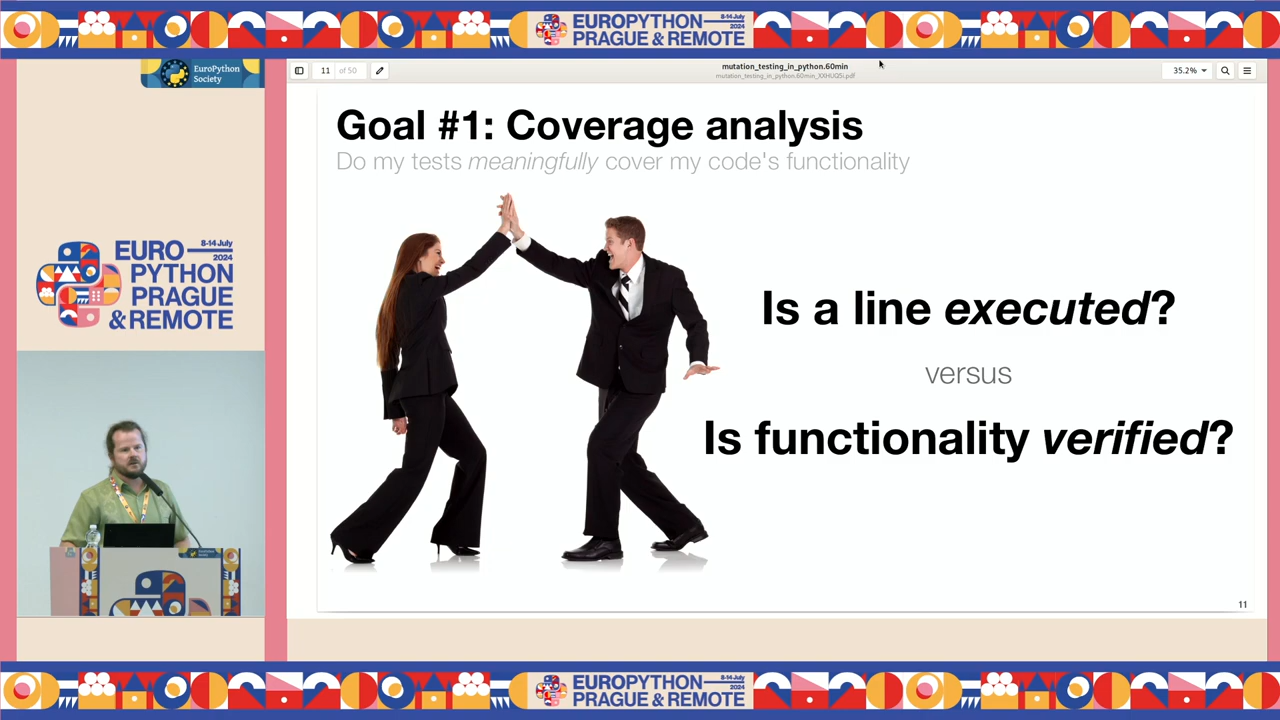 EUROPYTHON
8-14 July
2024
PRAGUE & REMOTE
EuroPython
Society
11 of 50
mutation_testing_in_python.60min
35.2%
Goal #1: Coverage analysis
Do my tests meaningfully cover my code's functionality
Is a line executed?
versus
Is functionality verified?
11
EURO
8-14 July
2024
PYTHON
PRAGUE
& REMOTE
EUROPYTHON
8-14 July
2024
PRAGUE & REMOTE